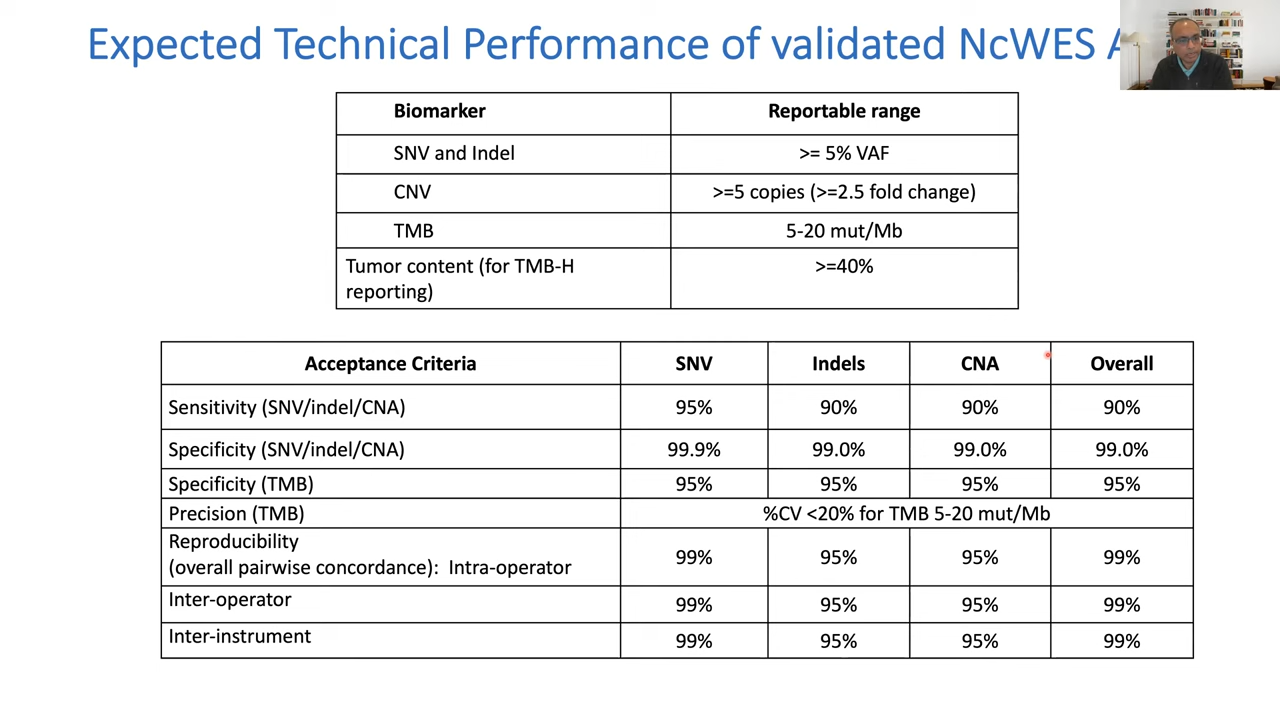 Expected Technical Performance of validated NcWES
Biomarker Reportable range
SNV and Indel >= 5% VAF
CNV >=5 copies (>=2.5 fold change)
TMB 5-20 mut/Mb
Tumor content (for TMB-H >=40%
reporting)
Acceptance Criteria SNV Indels CNA Overall
Sensitivity (SNV/indel/CNA) 95% 90% 90% 90%
Specificity (SNV/indel/CNA) 99.9% 99.0% 99.0% 99.0%
Specificity (TMB) 95% 95% 95% 95%
Precision (TMB) %CV <20% for TMB 5-20 mut/Mb
Reproducibility
(overall pairwise concordance): Intra-operator 99% 95% 95% 99%
Inter-operator 99% 95% 95% 99%
Inter-instrument 99% 95% 95% 99%